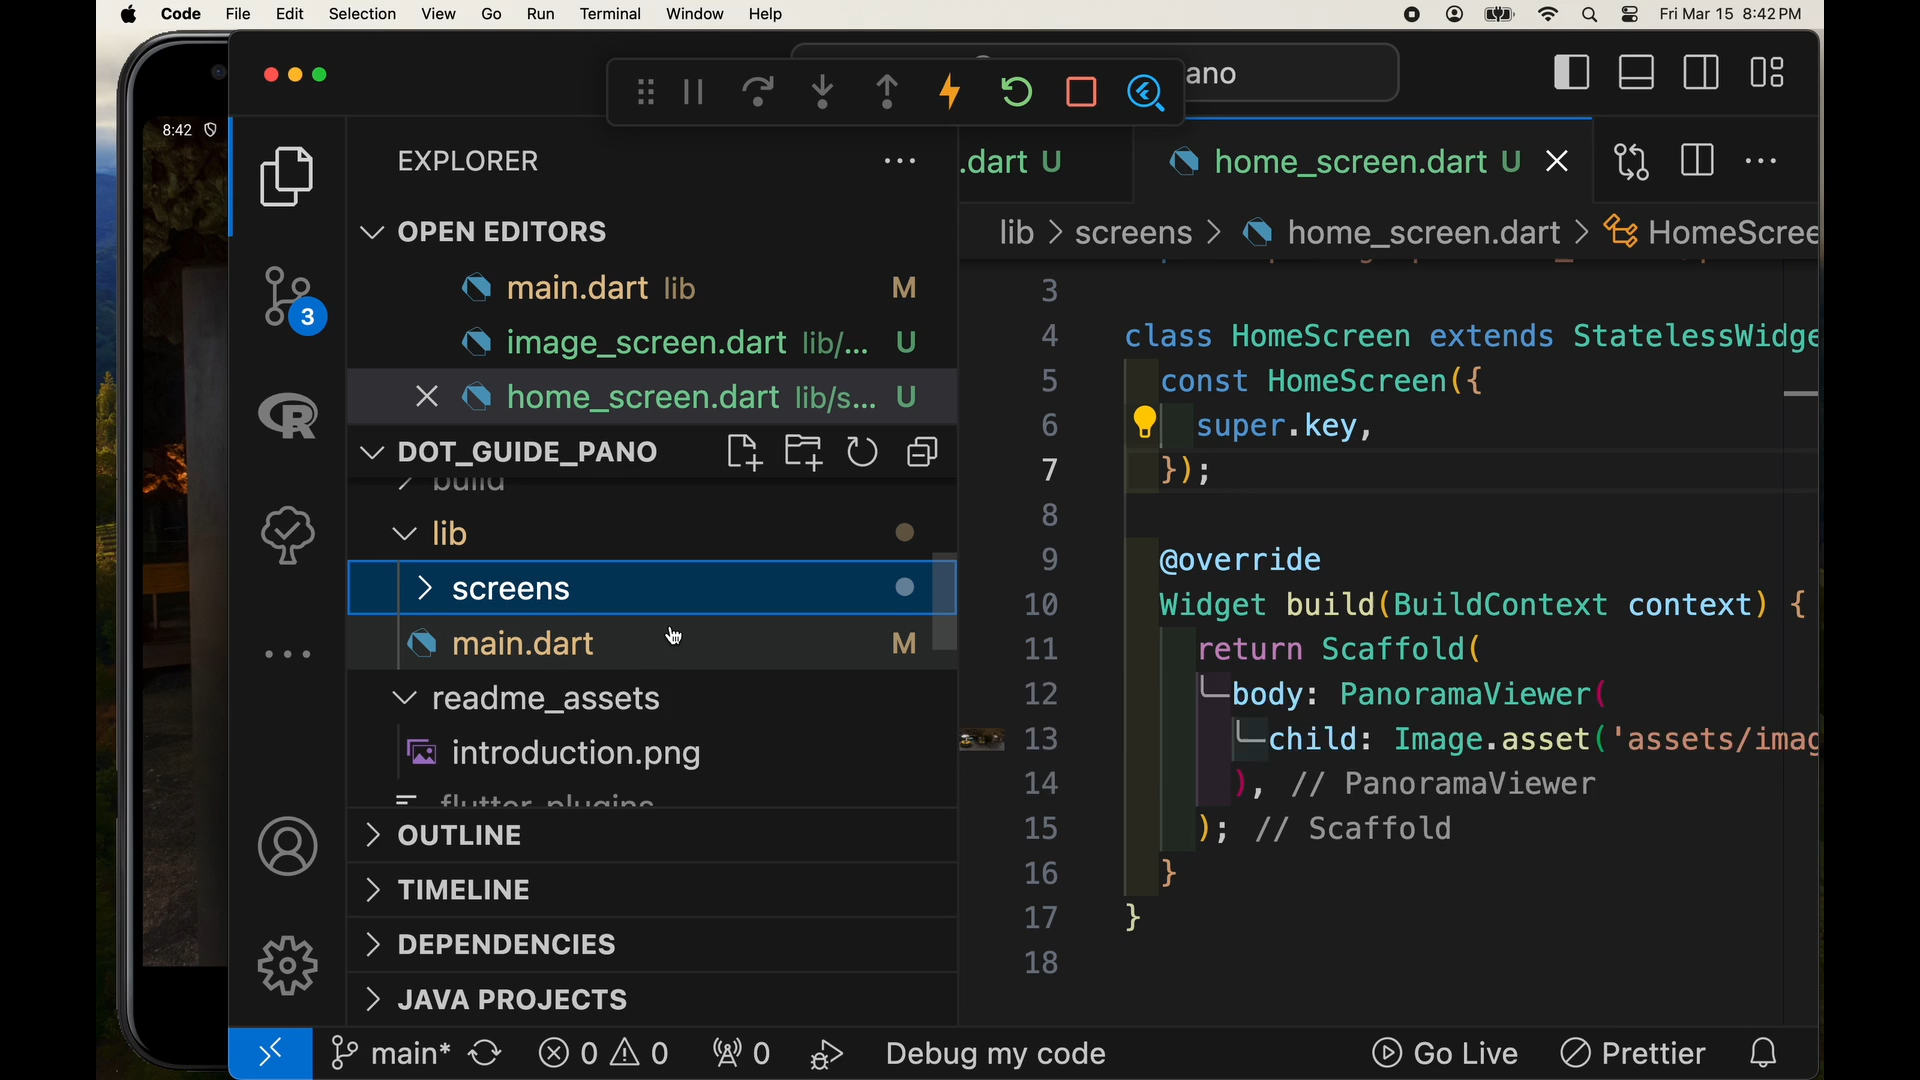 Code File Edit Selection View Go Run Terminal Window Help Fri Mar 15 8:42 PM
ano
8:42
EXPLORER
.dart U
home_screen.dart U
OPEN EDITORS
lib > screens > home_screen.dart > HomeScree
main.dart lib M
image_screen.dart lib/... U
home_screen.dart lib/s... U
DOT_GUIDE_PANO
build
lib
screens
main.dart M
readme_assets
introduction.png
flutter_plugins
OUTLINE
TIMELINE
DEPENDENCIES
JAVA PROJECTS
3
3
4 class HomeScreen extends StatelessWidge
5 const HomeScreen({
6 super.key,
7 });
8
9 @override
10 Widget build(BuildContext context) {
11 return Scaffold(
12 body: PanoramaViewer(
13 child: Image.asset('assets/imag
14 ), // PanoramaViewer
15 ); // Scaffold
16 }
17 }
18
main* 0 0 0 Debug my code Go Live Prettier